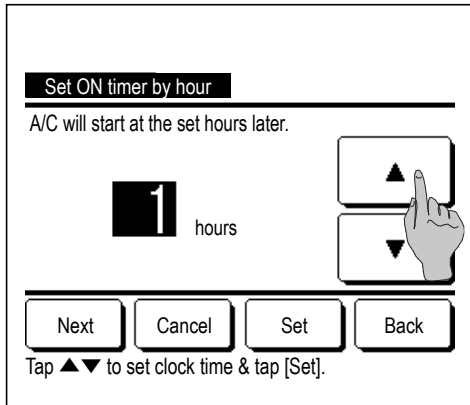 Set ON timer by hour
A/C will start at the set hours later.
▲
1 hours
▼
Next Cancel Set Back
Tap ▲▼ to set clock time & tap [Set].